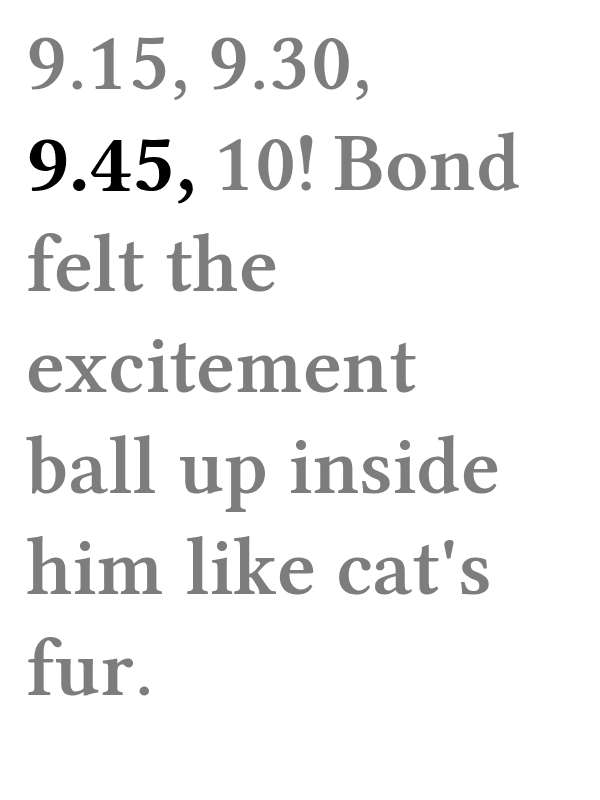 9.15, 9.30,
9.45, 10! Bond
felt the
excitement
ball up inside
him like cat's
fur.